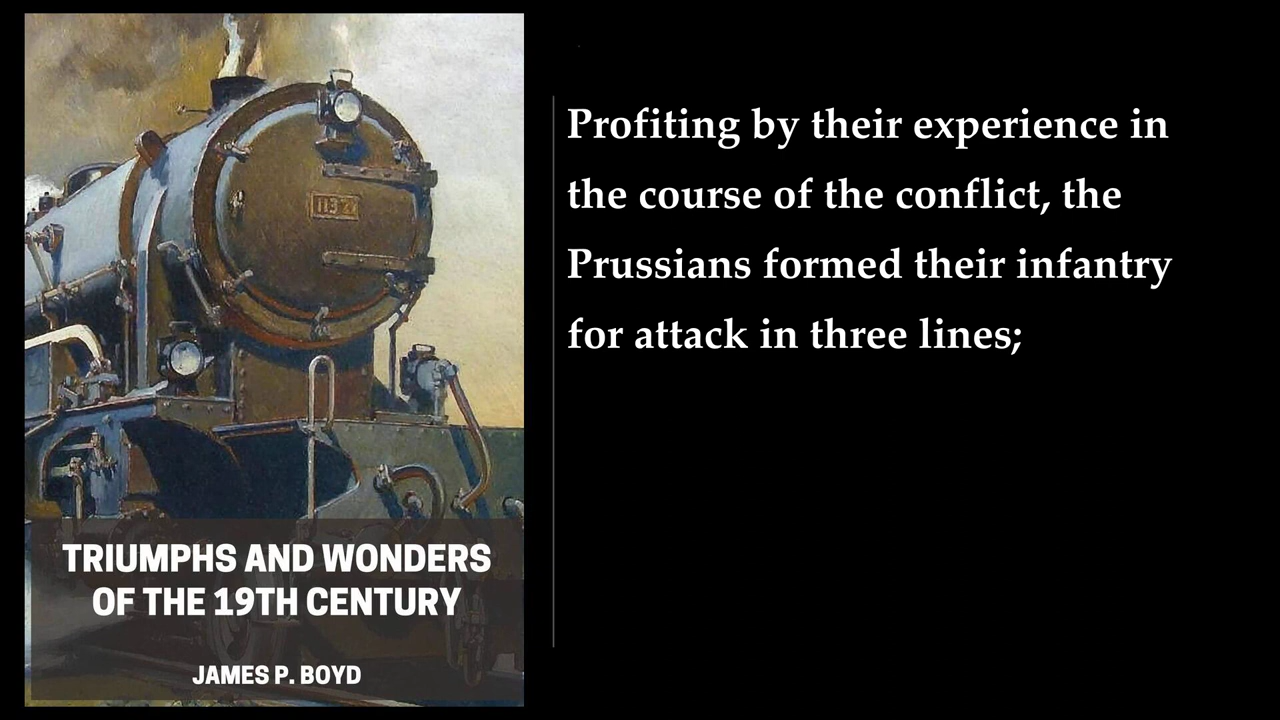 Profiting by their experience in
the course of the conflict, the
Prussians formed their infantry
for attack in three lines;
TRIUMPHS AND WONDERS
OF THE 19TH CENTURY
JAMES P. BOYD